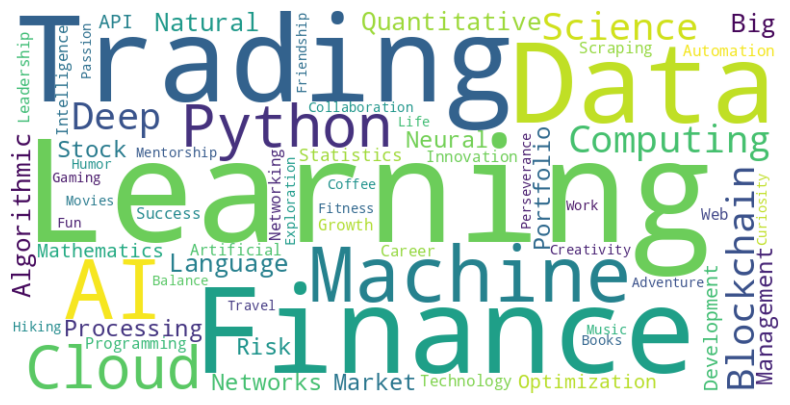 Trading
Data
Learning
Finance
Python
Machine
AI
Cloud
API
Natural
Quantitative
Science
Big
Scraping
Automation
Leadership
Intelligence
Passion
Friendship
Deep
Collaboration
Life
Computing
Stock
Mentorship
Neural
Statistics
Innovation
Humor
Gaming
Movies
Fun
Success
Algorithmic
Networking
Exploration
Coffee
Fitness
Growth
Perseverance
Portfolio
Work
Web
Curiosity
Blockchain
Management
Mathematics
Artificial
Language
Career
Creativity
Balance
Adventure
Development
Hiking
Processing
Travel
Programming
Risk
Music
Books
Networks
Market
Technology
Optimization